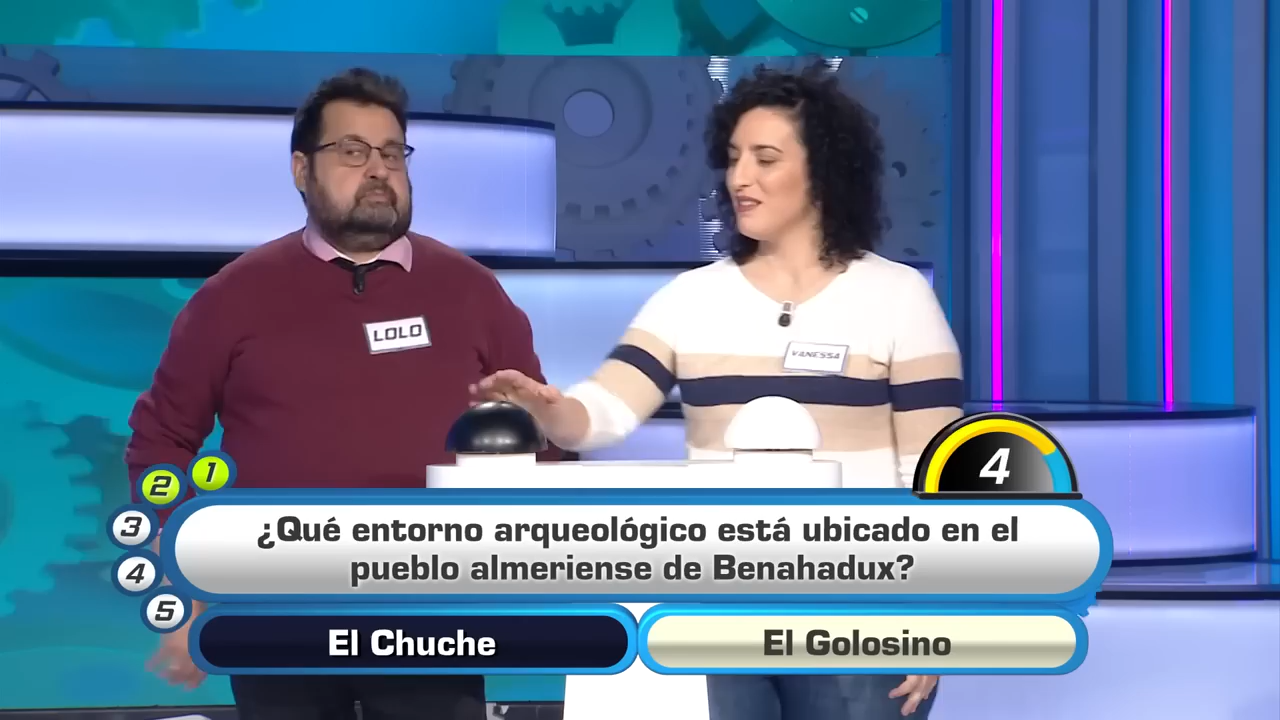 LOLO
VANESSA
4
1
2
3
4
5
¿Qué entorno arqueológico está ubicado en el
pueblo almeriense de Benahadux?
El Chuche
El Golosino